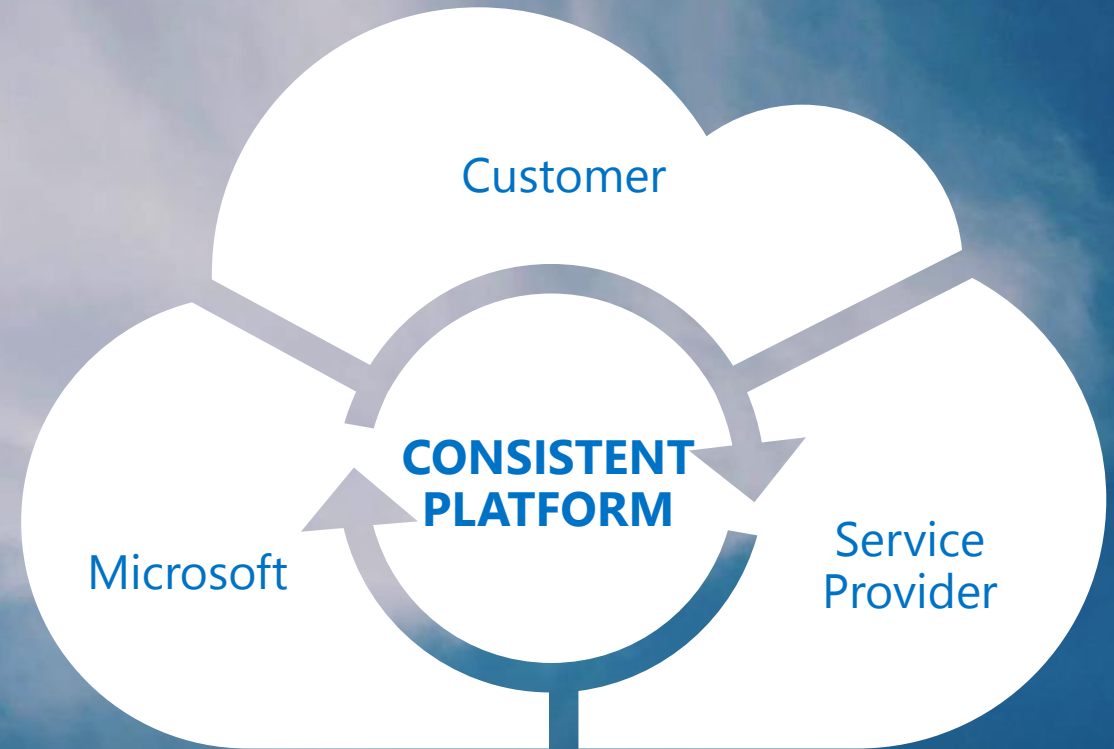 Customer
CONSISTENT
PLATFORM
Microsoft
Service
Provider